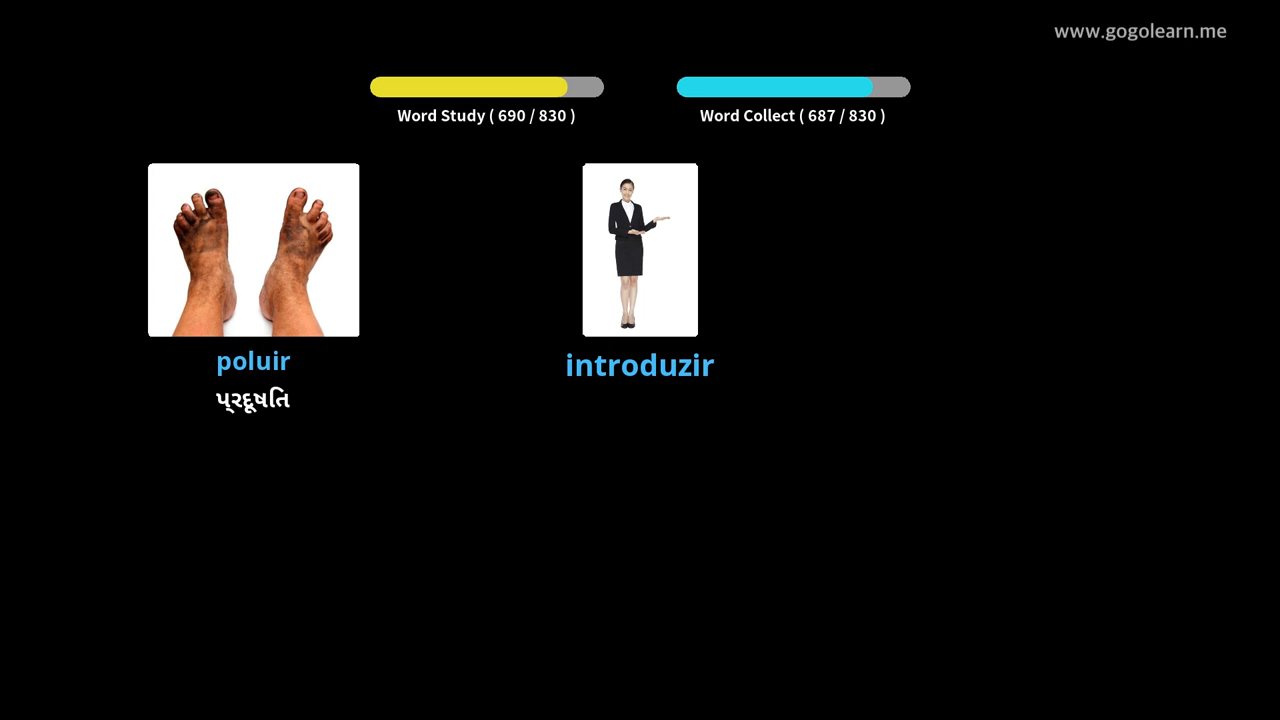 www.gogolearn.me
Word Study ( 690 / 830 )
Word Collect ( 687 / 830 )
poluir
પ્રદૂષતિ
introduzir